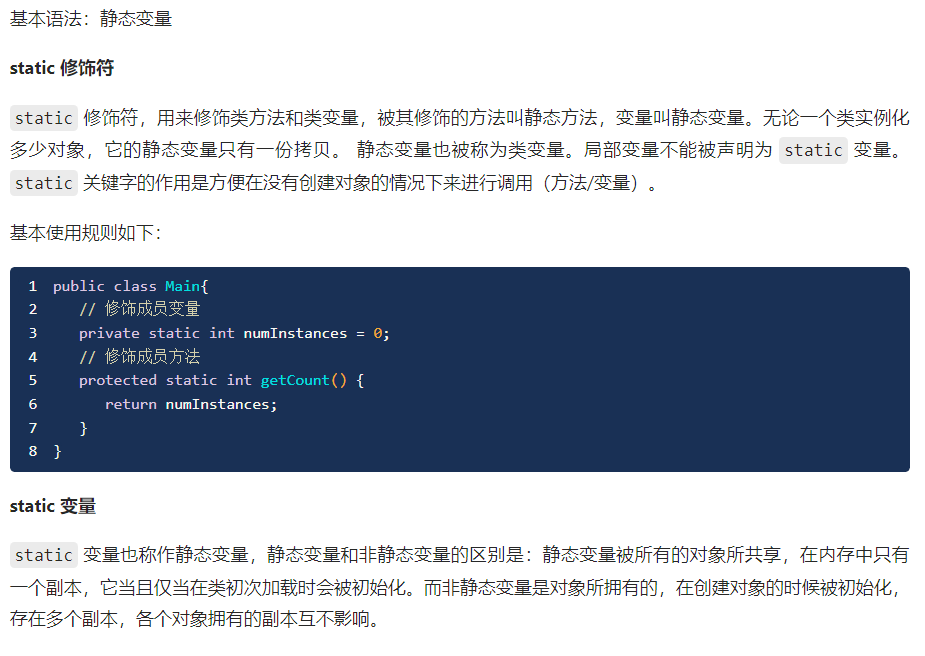 基本语法：静态变量
static 修饰符
static 修饰符，用来修饰类方法和类变量，被其修饰的方法叫静态方法，变量叫静态变量。无论一个类实例化
多少对象，它的静态变量只有一份拷贝。 静态变量也被称为类变量。局部变量不能被声明为 static 变量。
static 关键字的作用是方便在没有创建对象的情况下来进行调用（方法/变量）。
基本使用规则如下：
1 public class Main{
2    // 修饰成员变量
3    private static int numInstances = 0;
4    // 修饰成员方法
5    protected static int getCount() {
6       return numInstances;
7    }
8 }
static 变量
static 变量也称作静态变量，静态变量和非静态变量的区别是：静态变量被所有的对象所共享，在内存中只有
一个副本，它当且仅当在类初次加载时会被初始化。而非静态变量是对象所拥有的，在创建对象的时候被初始化，
存在多个副本，各个对象拥有的副本互不影响。